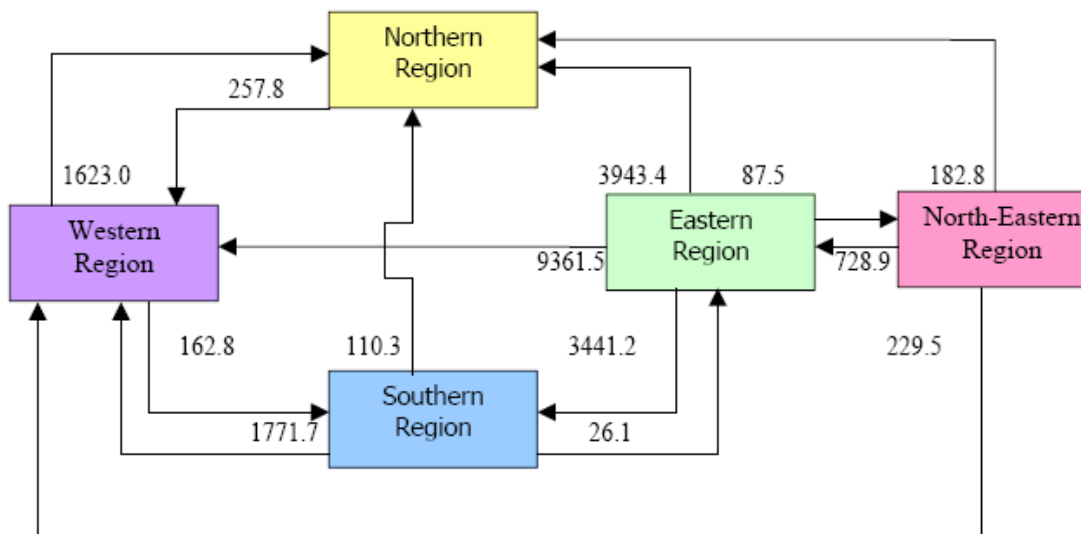 Northern
Region
257.8
1623.0
3943.4
87.5
182.8
Western
Region
Eastern
Region
North-Eastern
Region
9361.5
728.9
162.8
110.3
3441.2
229.5
Southern
Region
1771.7
26.1